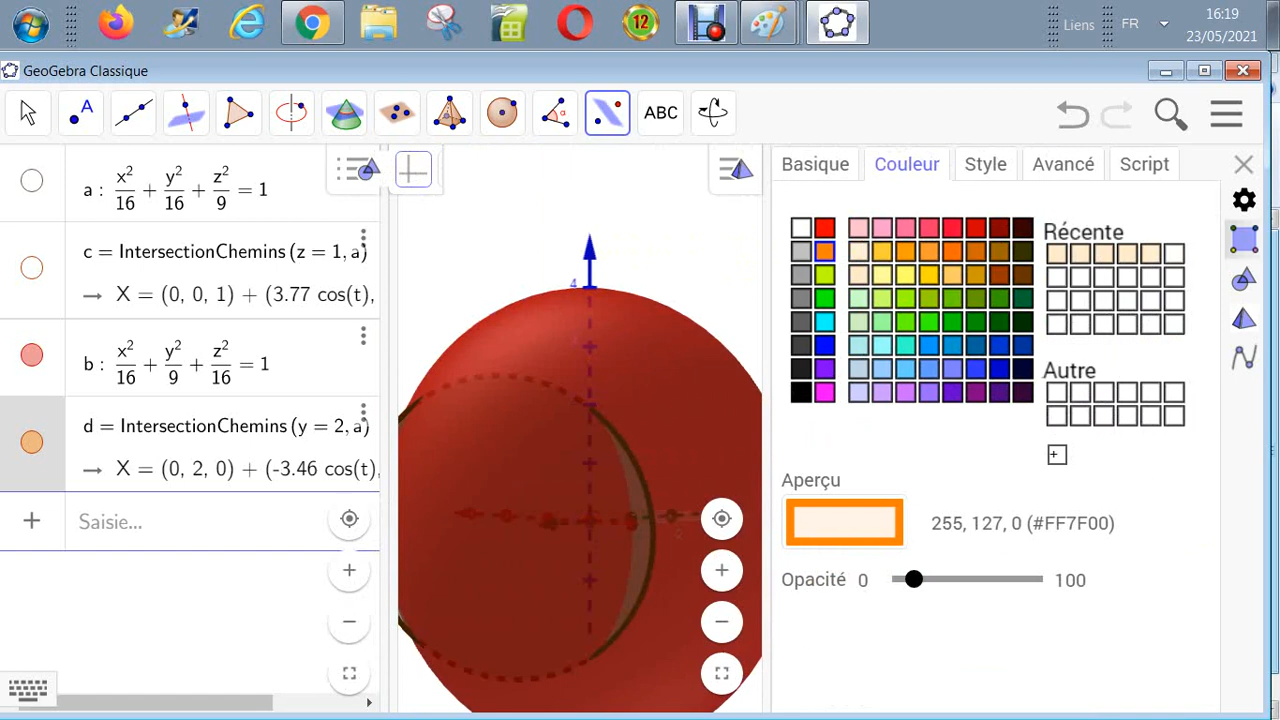 12
Liens
FR
16:19
23/05/2021
GeoGebra Classique
A
α
ABC
a : x²/16 + y²/16 + z²/9 = 1
c = IntersectionChemins (z = 1, a)
→ X = (0, 0, 1) + (3.77 cos(t),
b : x²/16 + y²/9 + z²/16 = 1
d = IntersectionChemins (y = 2, a)
→ X = (0, 2, 0) + (-3.46 cos(t),
+ Saisie...
4
Basique Couleur Style Avancé Script
Récente
Autre
+
Aperçu
255, 127, 0 (#FF7F00)
Opacité 0 100